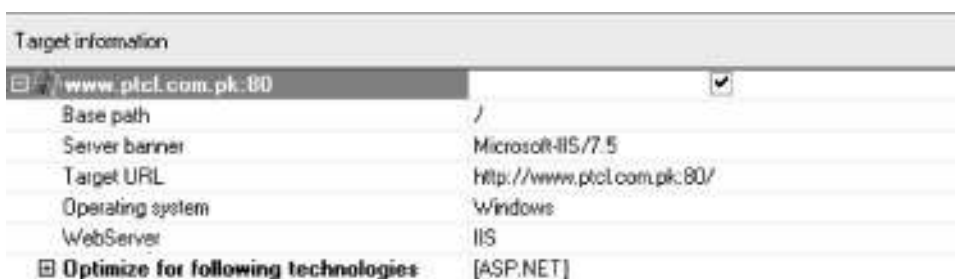 Target information
www.ptcl.com.pk:80
Base path /
Server banner Microsoft-IIS/7.5
Target URL http://www.ptcl.com.pk:80/
Operating system Windows
WebServer IIS
Optimize for following technologies [ASP.NET]